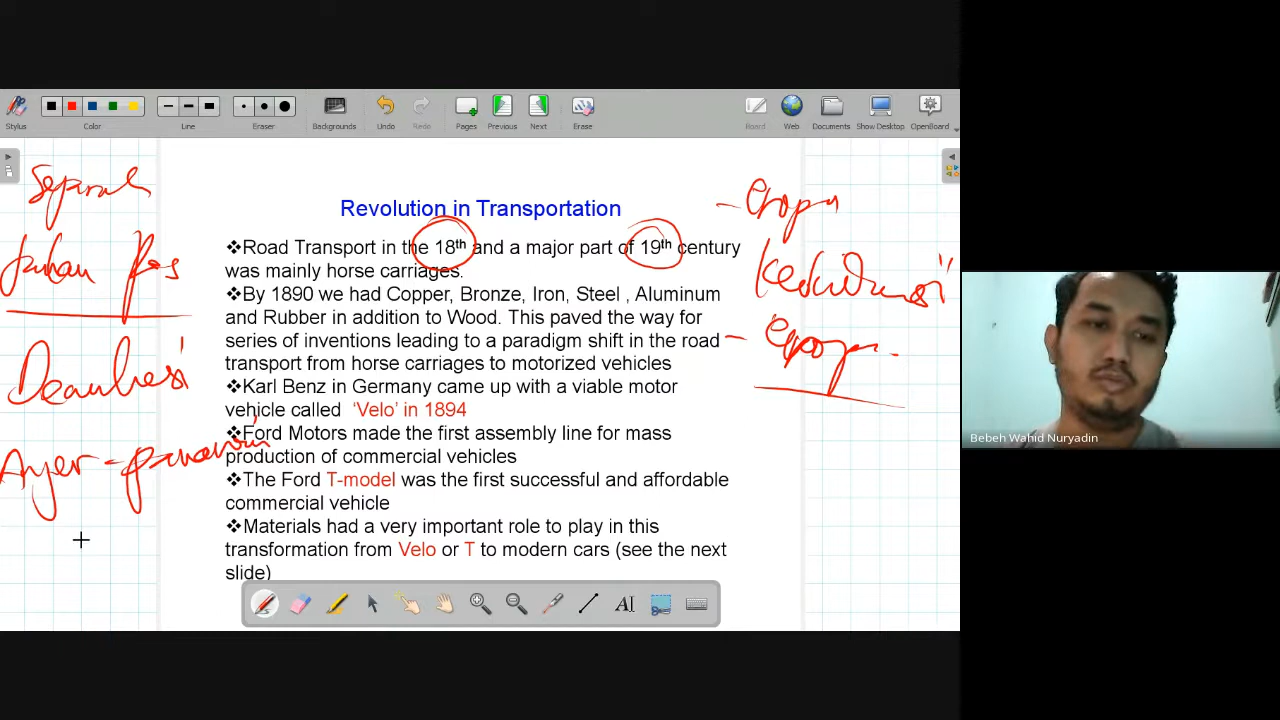 Stylus Color Line Eraser Backgrounds Undo Redo Pages Previous Next Erase Board Web Documents Show Desktop OpenBoard
Revolution in Transportation
❖Road Transport in the 18th and a major part of 19th century
was mainly horse carriages.
❖By 1890 we had Copper, Bronze, Iron, Steel , Aluminum
and Rubber in addition to Wood. This paved the way for
series of inventions leading to a paradigm shift in the road
transport from horse carriages to motorized vehicles
❖Karl Benz in Germany came up with a viable motor
vehicle called ‘Velo’ in 1894
❖Ford Motors made the first assembly line for mass
production of commercial vehicles
❖The Ford T-model was the first successful and affordable
commercial vehicle
❖Materials had a very important role to play in this
transformation from Velo or T to modern cars (see the next
slide)
AI
Bebeh Wahid Nuryadin